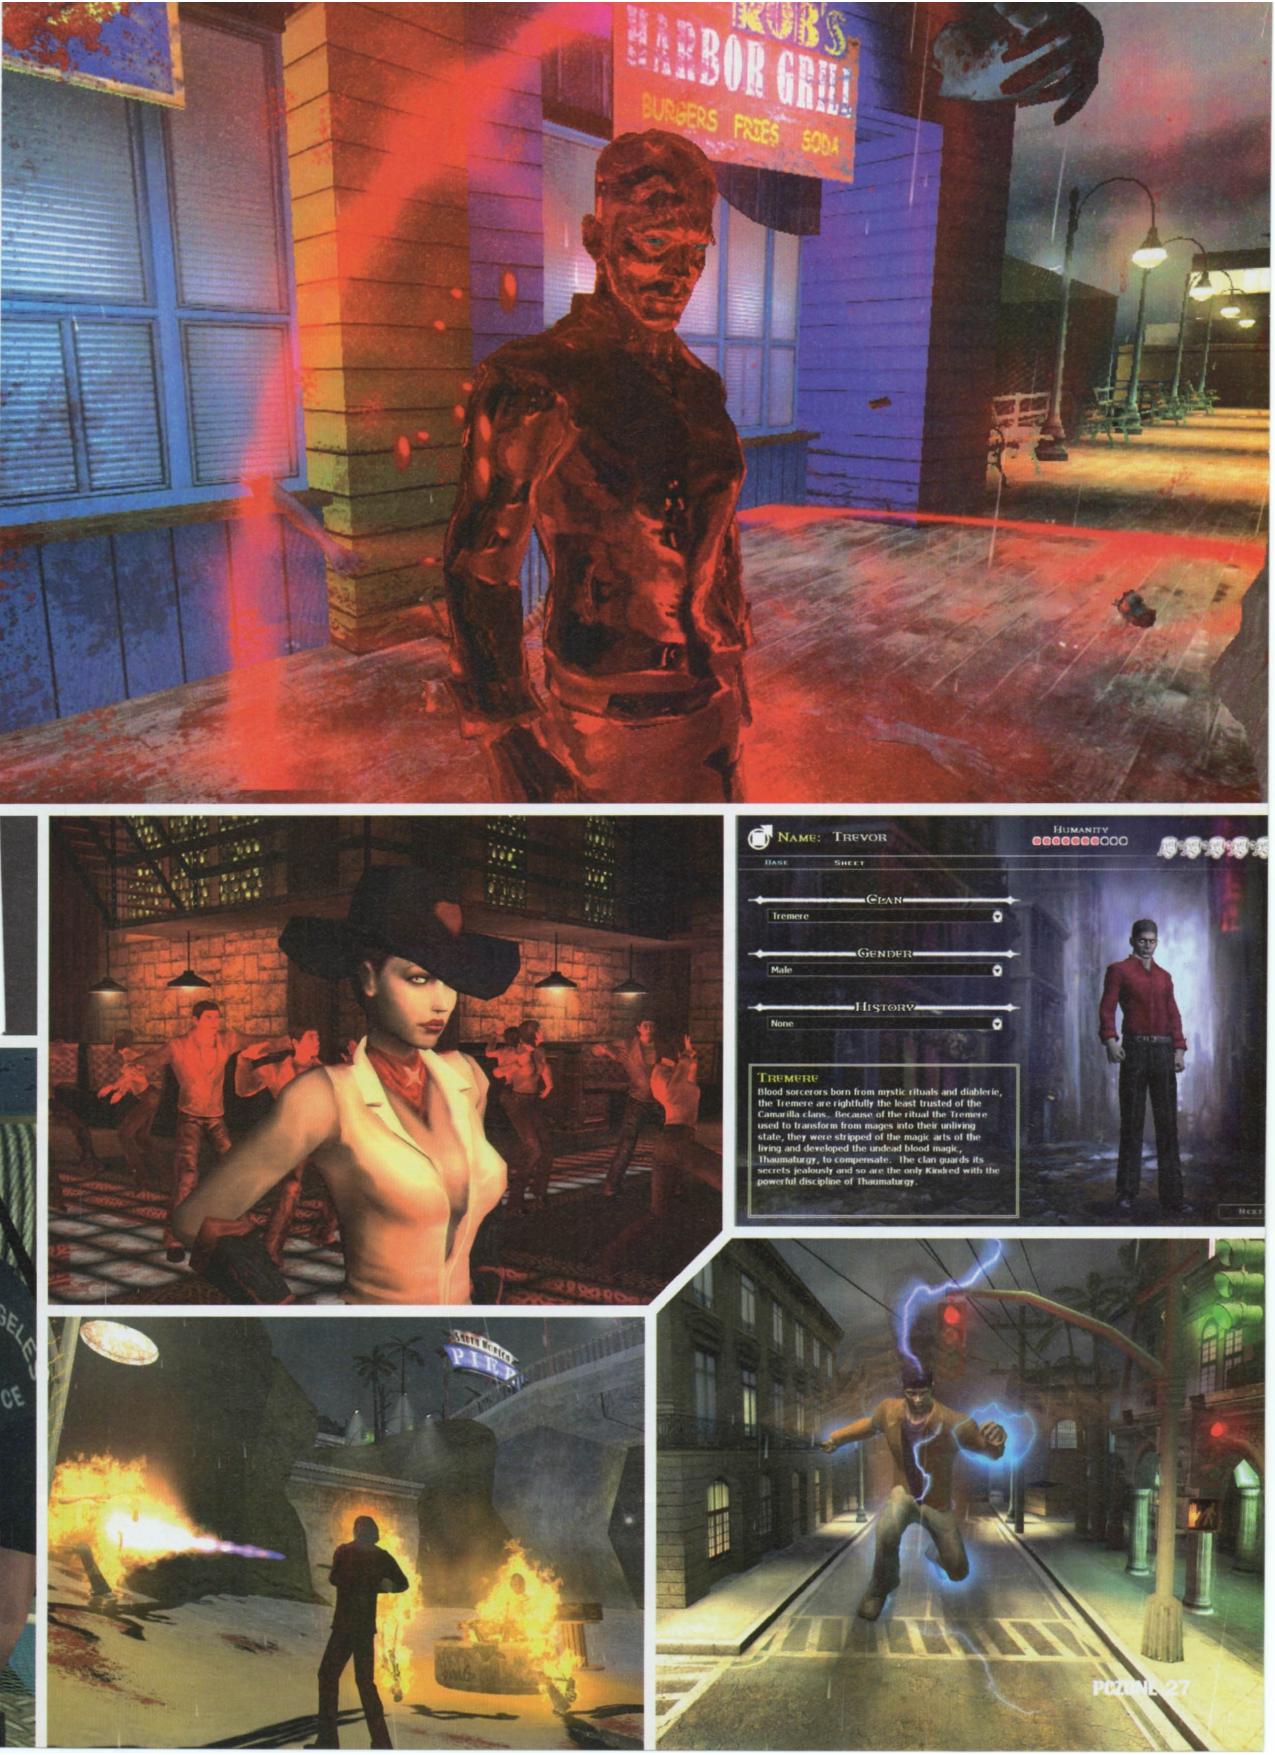 ROB'S
HARBOR GRILL
BURGERS FRIES SODA
NAME: TREVOR
HUMANITY
BASE SHEET
CLAN
Tremere
GENDER
Male
HISTORY
None
TREMERE
Blood sorcerors born from mystic rituals and diablerie,
the Tremere are rightfully the least trusted of the
Camarilla clans. Because of the ritual the Tremere
used to transform from mages into their unliving
state, they were stripped of the magic arts of the
living and developed the undead blood magic,
Thaumaturgy, to compensate. The clan guards its
secrets jealously and so are the only Kindred with the
powerful discipline of Thaumaturgy.
NEXT
GELES
CE
SANTA MONICA
PIER
PCZONE 27